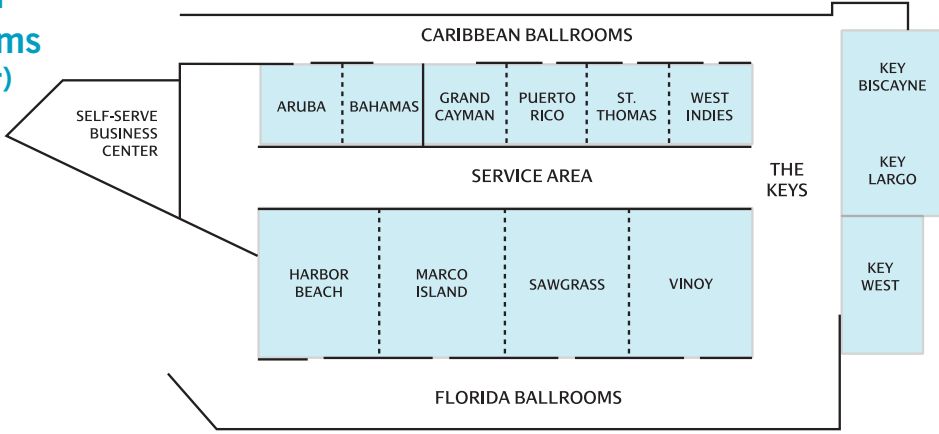 ms
)
CARIBBEAN BALLROOMS
ARUBA
BAHAMAS
GRAND
CAYMAN
PUERTO
RICO
ST.
THOMAS
WEST
INDIES
KEY
BISCAYNE
SELF-SERVE
BUSINESS
CENTER
SERVICE AREA
THE
KEYS
KEY
LARGO
HARBOR
BEACH
MARCO
ISLAND
SAWGRASS
VINOY
KEY
WEST
FLORIDA BALLROOMS